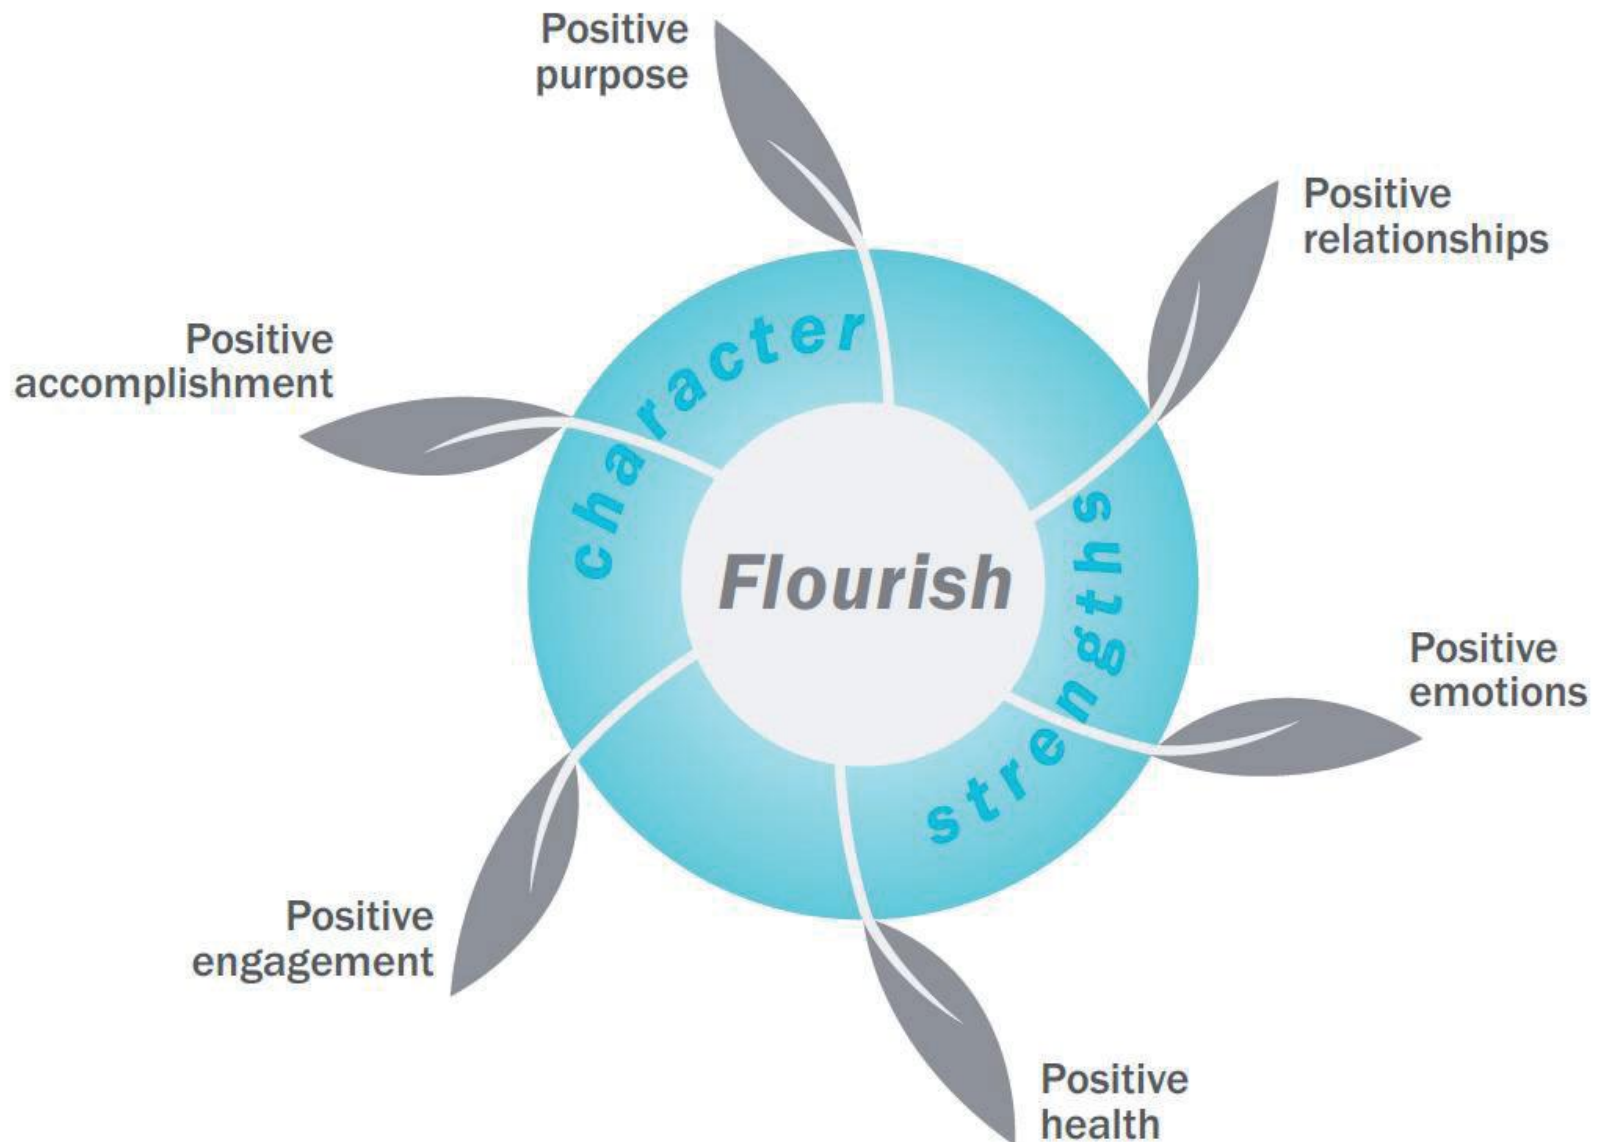 Positive
purpose
Positive
relationships
Positive
accomplishment
character
Flourish
strengths
Positive
emotions
Positive
engagement
Positive
health